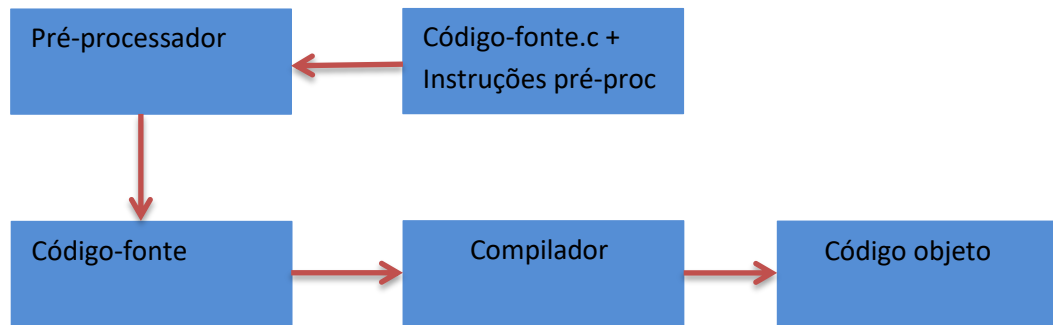 Pré-processador
Código-fonte.c +
Instruções pré-proc
Código-fonte
Compilador
Código objeto